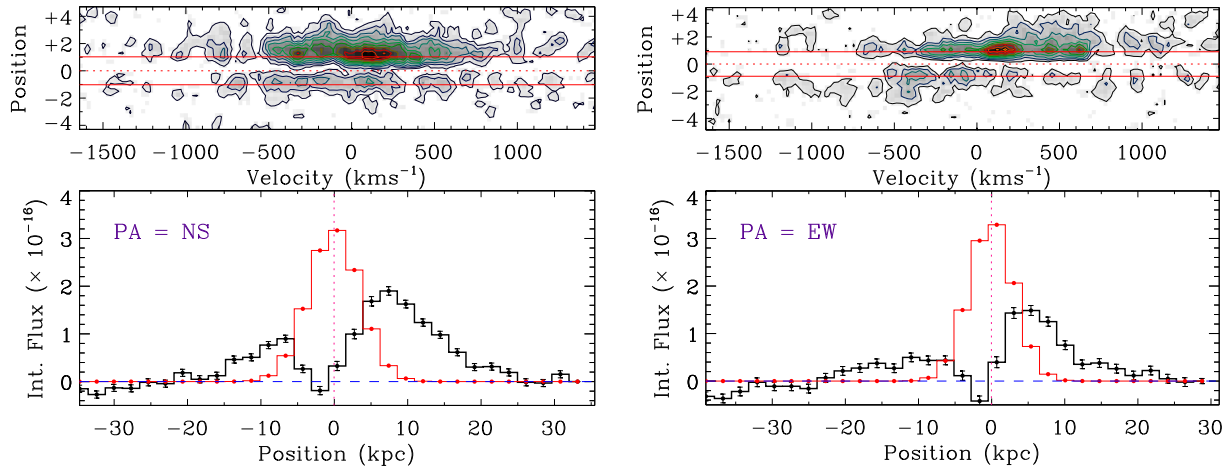 Position
+4
+2
0
−2
−4
−1500 −1000 −500 0 500 1000
Velocity (kms⁻¹)
Position
+4
+2
0
−2
−4
−1500 −1000 −500 0 500 1000
Velocity (kms⁻¹)
Int. Flux (× 10⁻¹⁶)
4
3
2
1
0
PA = NS
−30 −20 −10 0 10 20 30
Position (kpc)
Int. Flux (× 10⁻¹⁶)
4
3
2
1
0
PA = EW
−30 −20 −10 0 10 20 30
Position (kpc)